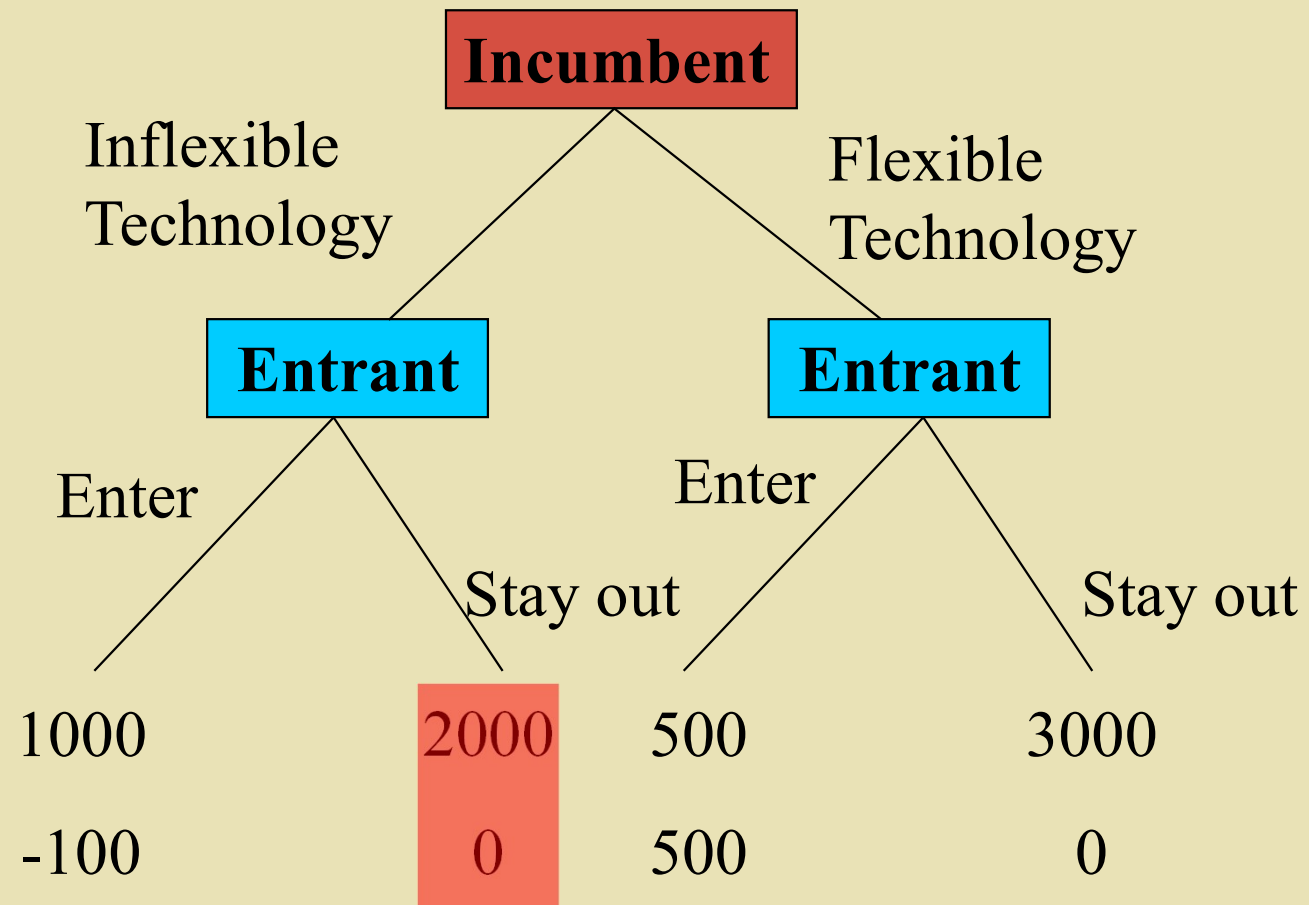 Incumbent
Inflexible
Technology
Flexible
Technology
Entrant
Entrant
Enter
Stay out
Enter
Stay out
1000
2000
500
3000
-100
0
500
0